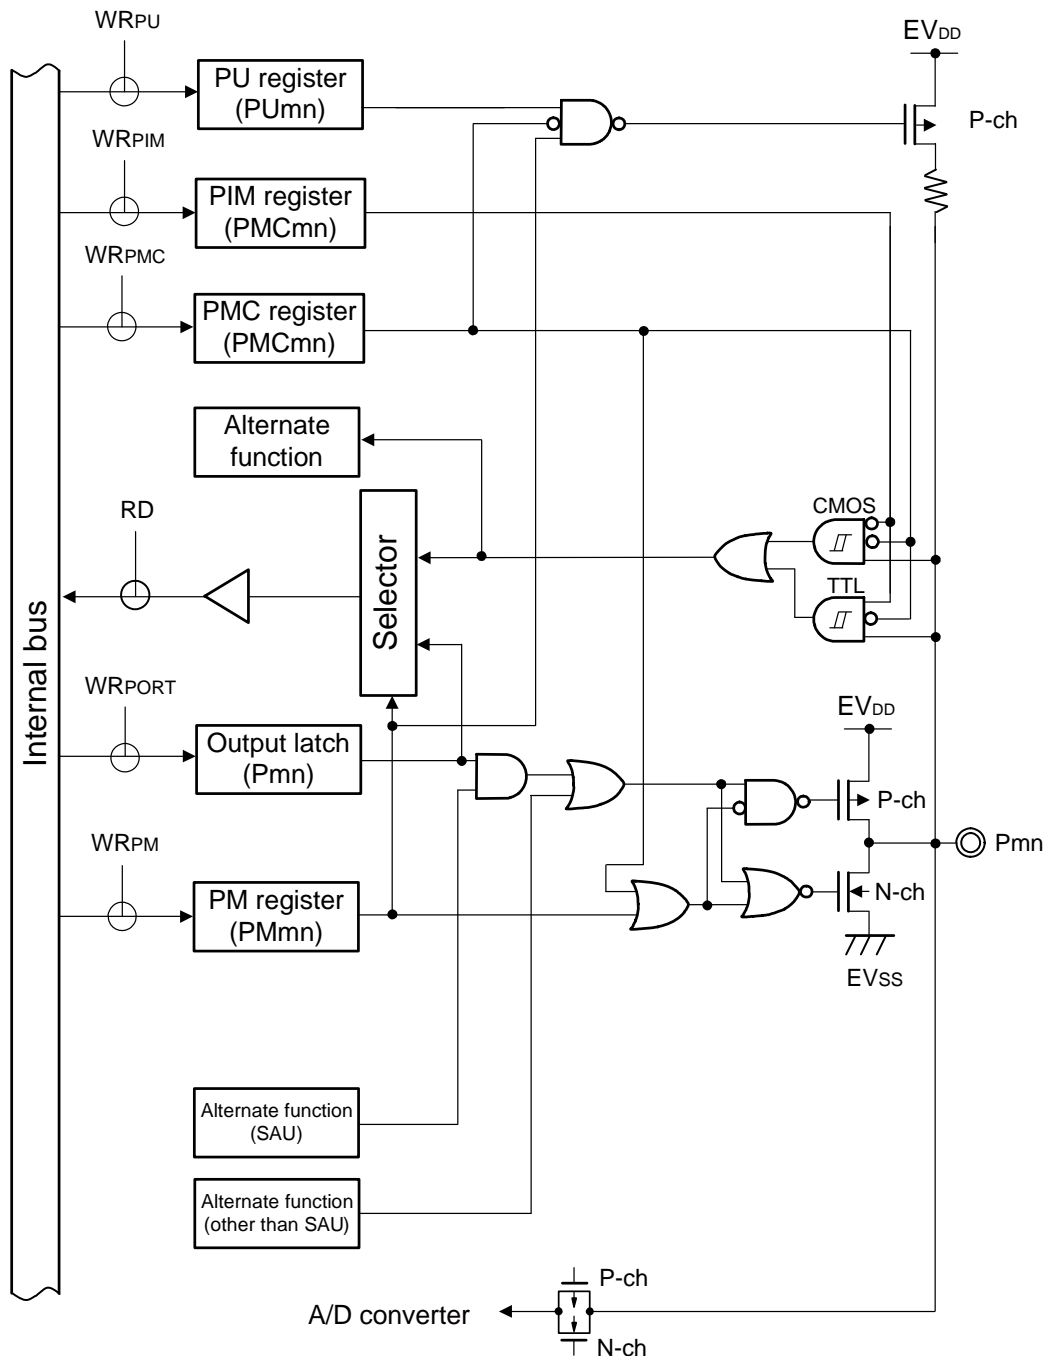 WRPU
EVDD
PU register
(PUmn)
P-ch
WRPIM
PIM register
(PMCmn)
WRPMC
PMC register
(PMCmn)
Alternate
function
RD
CMOS
Selector
TTL
Internal bus
WRPORT
EVDD
Output latch
(Pmn)
P-ch
Pmn
WRPM
PM register
(PMmn)
N-ch
EVSS
Alternate function
(SAU)
Alternate function
(other than SAU)
P-ch
A/D converter
N-ch